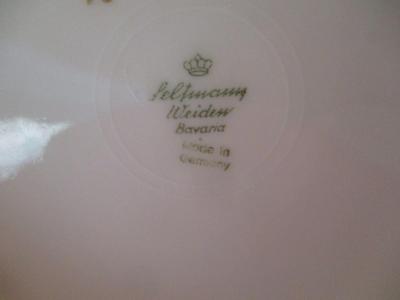 Seltmann
Weiden
Bavaria
Made in
Germany